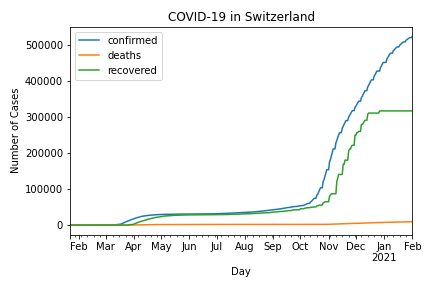 COVID-19 in Switzerland
confirmed
deaths
recovered
Number of Cases
500000
400000
300000
200000
100000
0
Feb Mar Apr May Jun Jul Aug Sep Oct Nov Dec Jan Feb
2021
Day